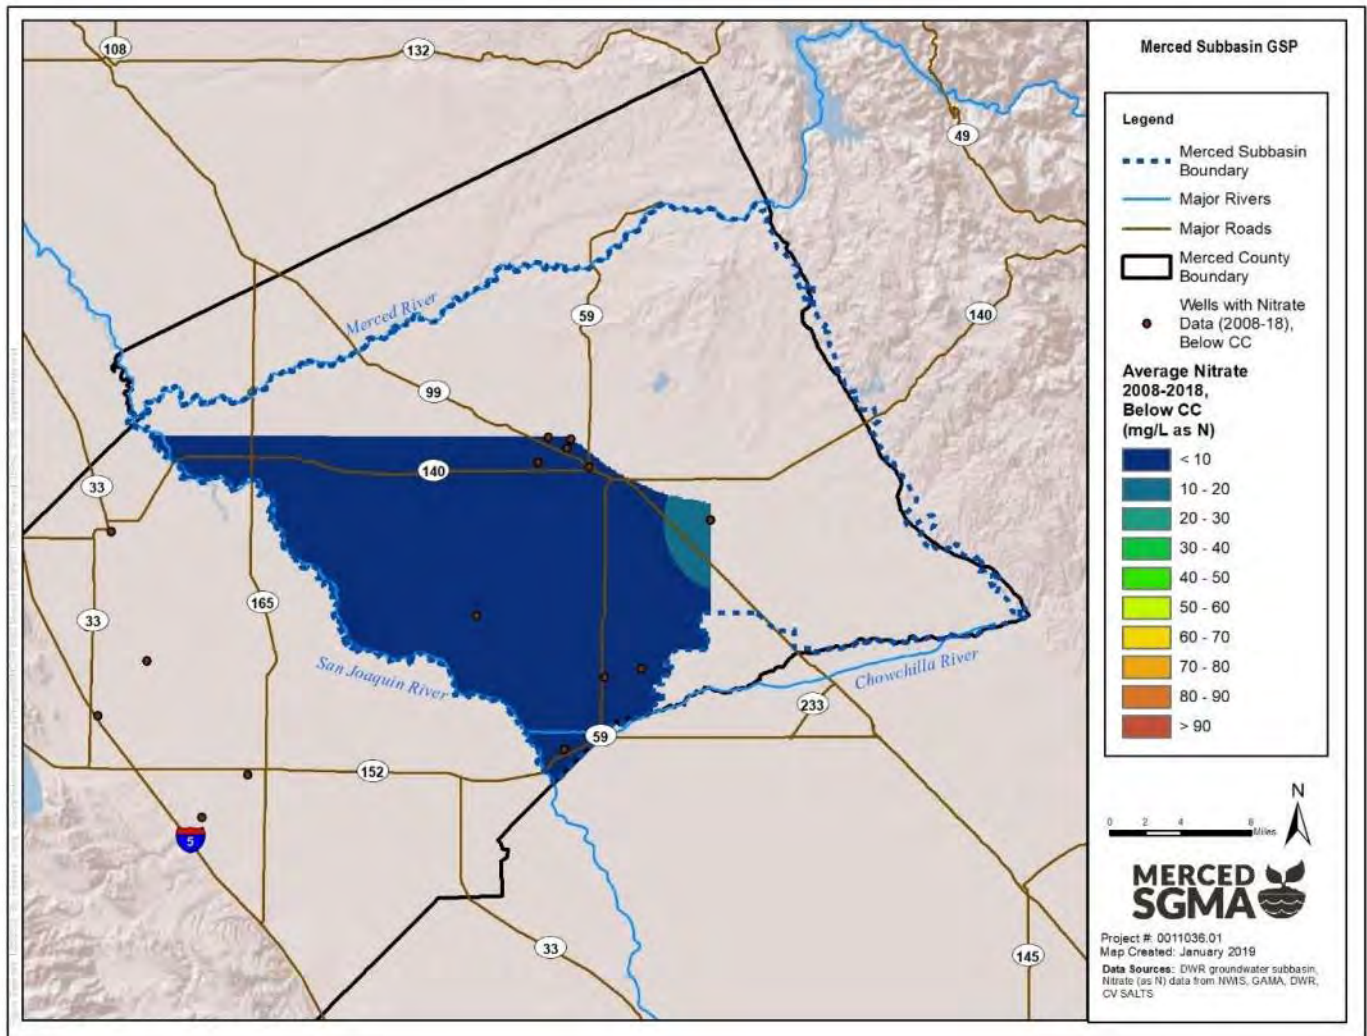 Merced Subbasin GSP
Legend
Merced Subbasin
Boundary
Major Rivers
Major Roads
Merced County
Boundary
Wells with Nitrate
Data (2008-18),
Below CC
Average Nitrate
2008-2018,
Below CC
(mg/L as N)
< 10
10 - 20
20 - 30
30 - 40
40 - 50
50 - 60
60 - 70
70 - 80
80 - 90
> 90
N
0 2 4 8
Miles
MERCED
SGMA
Project #: 0011036.01
Map Created: January 2019
Data Sources: DWR groundwater subbasin,
Nitrate (as N) data from NWIS, GAMA, DWR,
CV SALTS
108
132
49
Merced River
59
140
99
140
33
165
33
San Joaquin River
Chowchilla River
233
59
152
5
33
145